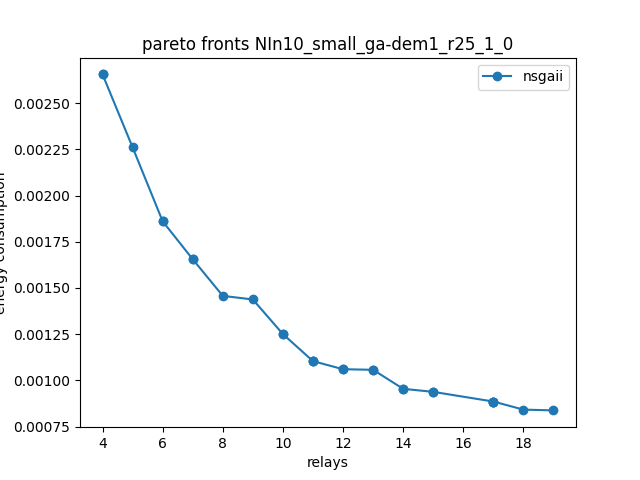 pareto fronts NIn10_small_ga-dem1_r25_1_0
nsgaii
0.00250
0.00225
0.00200
0.00175
0.00150
0.00125
0.00100
0.00075
energy consumption
4 6 8 10 12 14 16 18
relays